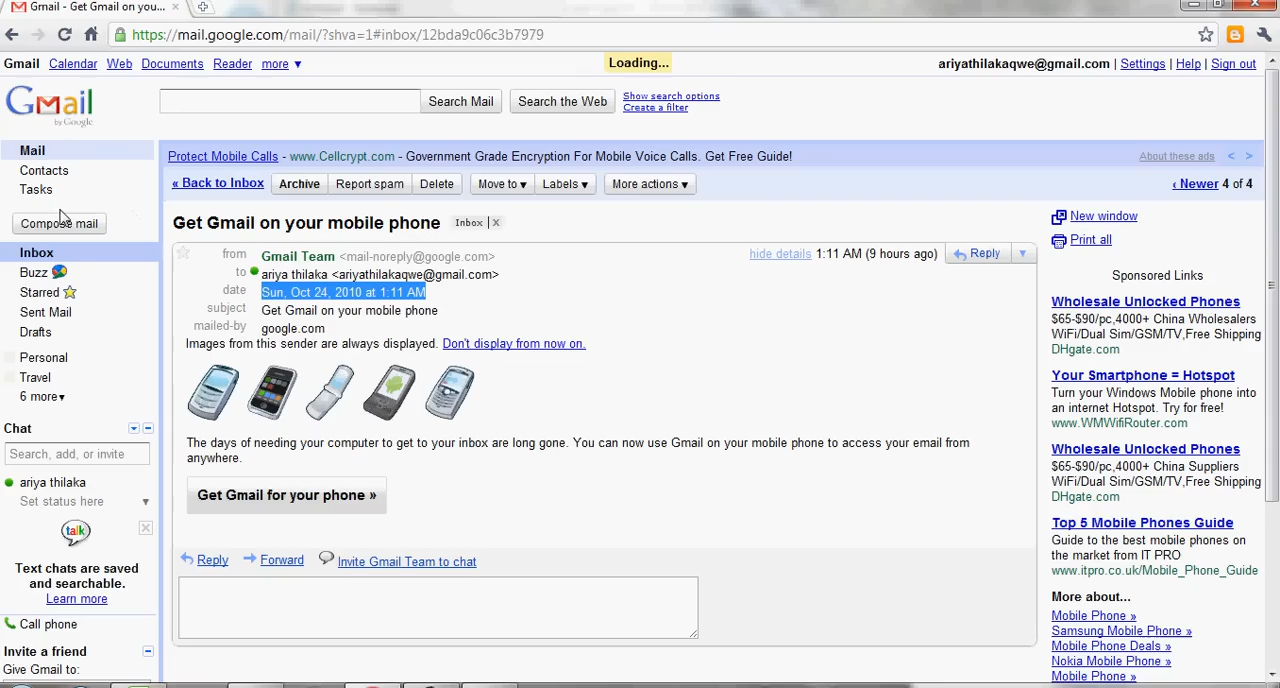 Gmail - Get Gmail on you...
https://mail.google.com/mail/?shva=1#inbox/12bda9c06c3b7979
Gmail Calendar Web Documents Reader more ▼
Loading...
ariyathilakaqwe@gmail.com | Settings | Help | Sign out
Gmail
by Google
Search Mail Search the Web
Show search options
Create a filter
Mail
Contacts
Tasks
Compose mail
Inbox
Buzz
Starred
Sent Mail
Drafts
Personal
Travel
6 more▼
Chat
Search, add, or invite
ariya thilaka
Set status here
talk
Text chats are saved
and searchable.
Learn more
Call phone
Invite a friend
Give Gmail to:
Protect Mobile Calls - www.Cellcrypt.com - Government Grade Encryption For Mobile Voice Calls. Get Free Guide!
About these ads < >
« Back to Inbox Archive Report spam Delete Move to ▼ Labels ▼ More actions ▼
‹ Newer 4 of 4
Get Gmail on your mobile phone Inbox | x
from Gmail Team <mail-noreply@google.com>
hide details 1:11 AM (9 hours ago) Reply ▼
to ariya thilaka <ariyathilakaqwe@gmail.com>
date Sun, Oct 24, 2010 at 1:11 AM
subject Get Gmail on your mobile phone
mailed-by google.com
Images from this sender are always displayed. Don't display from now on.
The days of needing your computer to get to your inbox are long gone. You can now use Gmail on your mobile phone to access your email from
anywhere.
Get Gmail for your phone »
Reply Forward Invite Gmail Team to chat
New window
Print all
Sponsored Links
Wholesale Unlocked Phones
$65-$90/pc,4000+ China Wholesalers
WiFi/Dual Sim/GSM/TV,Free Shipping
DHgate.com
Your Smartphone = Hotspot
Turn your Windows Mobile phone into
an internet Hotspot. Try for free!
www.WMWifiRouter.com
Wholesale Unlocked Phones
$65-$90/pc,4000+ China Suppliers
WiFi/Dual Sim/GSM/TV,Free Shipping
DHgate.com
Top 5 Mobile Phones Guide
Guide to the best mobile phones on
the market from IT PRO
www.itpro.co.uk/Mobile_Phone_Guide
More about...
Mobile Phone »
Samsung Mobile Phone »
Mobile Phone Deals »
Nokia Mobile Phone »
Mobile Phone »